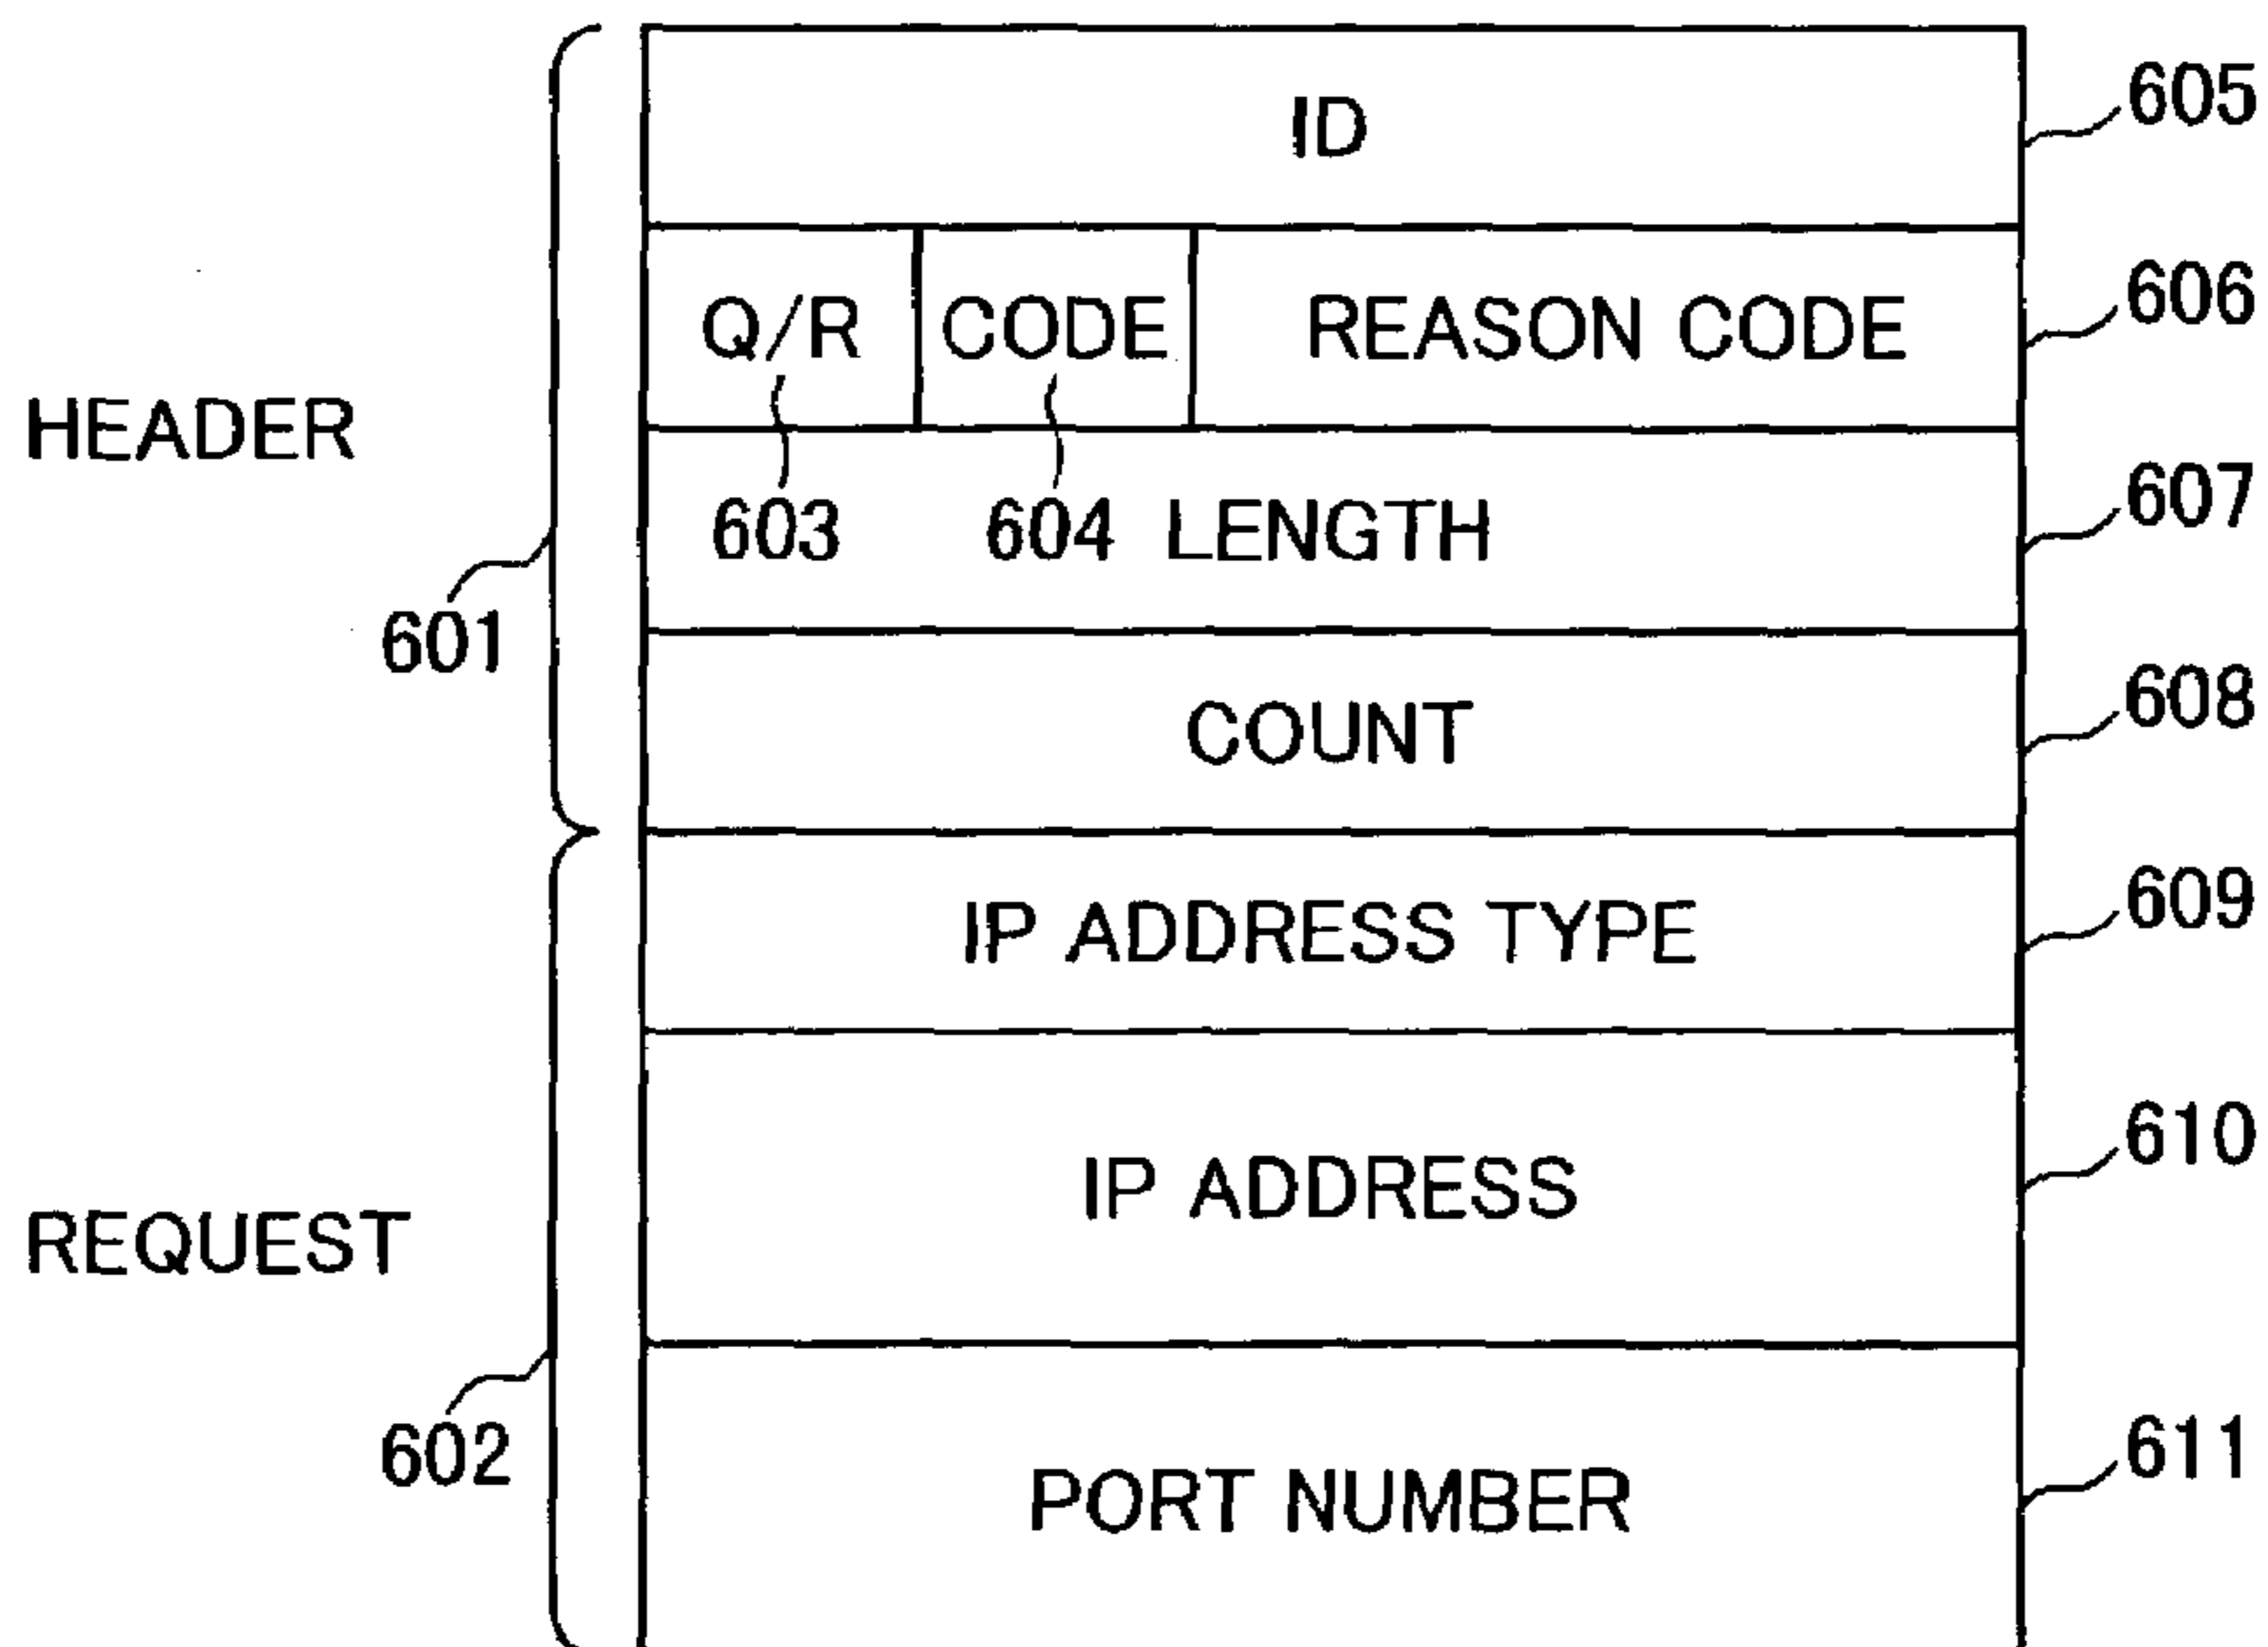 ID 605
Q/R CODE REASON CODE 606
HEADER
603 604 LENGTH 607
601
COUNT 608
IP ADDRESS TYPE 609
IP ADDRESS 610
REQUEST
602
PORT NUMBER 611